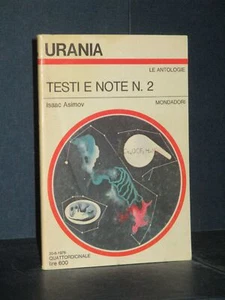 URANIA
LE ANTOLOGIE
TESTI E NOTE N. 2
Isaac Asimov
MONDADORI
QUATTORDICINALE
lire 600